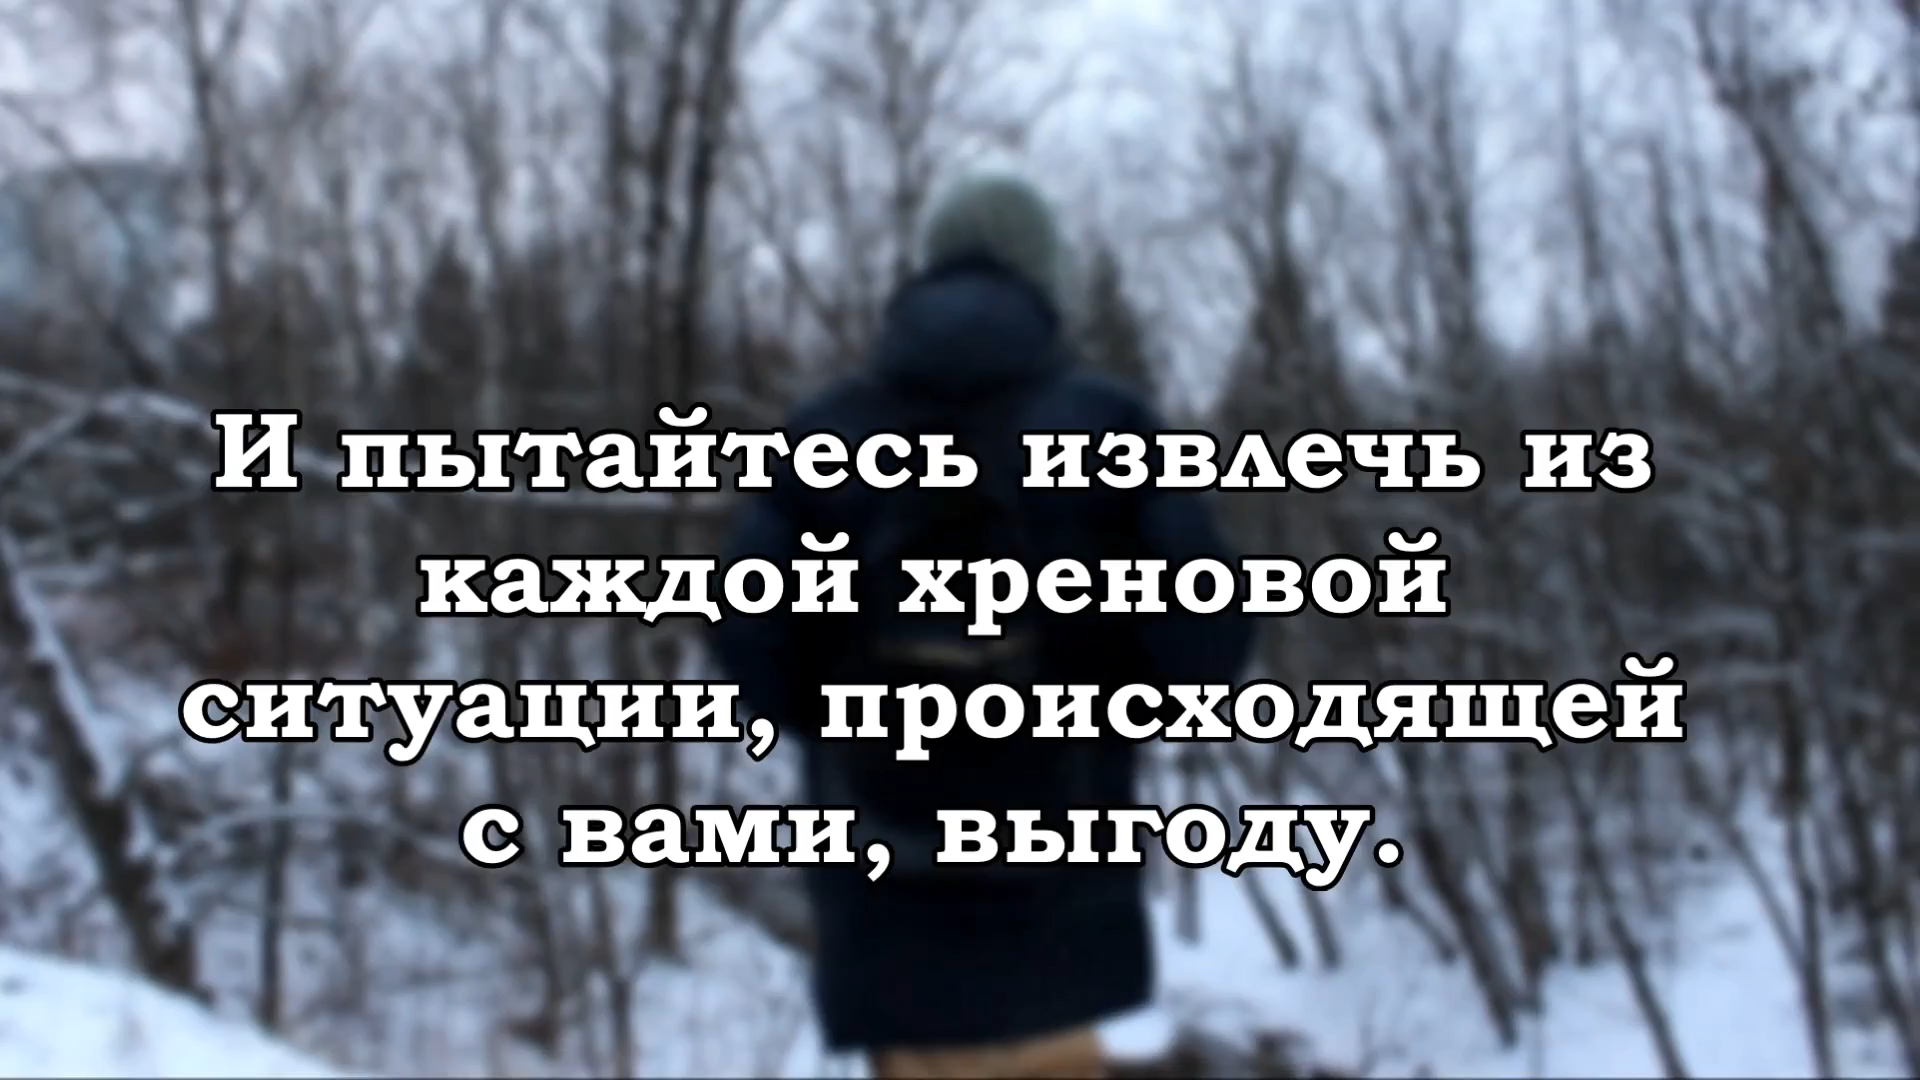 И пытайтесь извлечь из
каждой хреновой
ситуации, происходящей
с вами, выгоду.